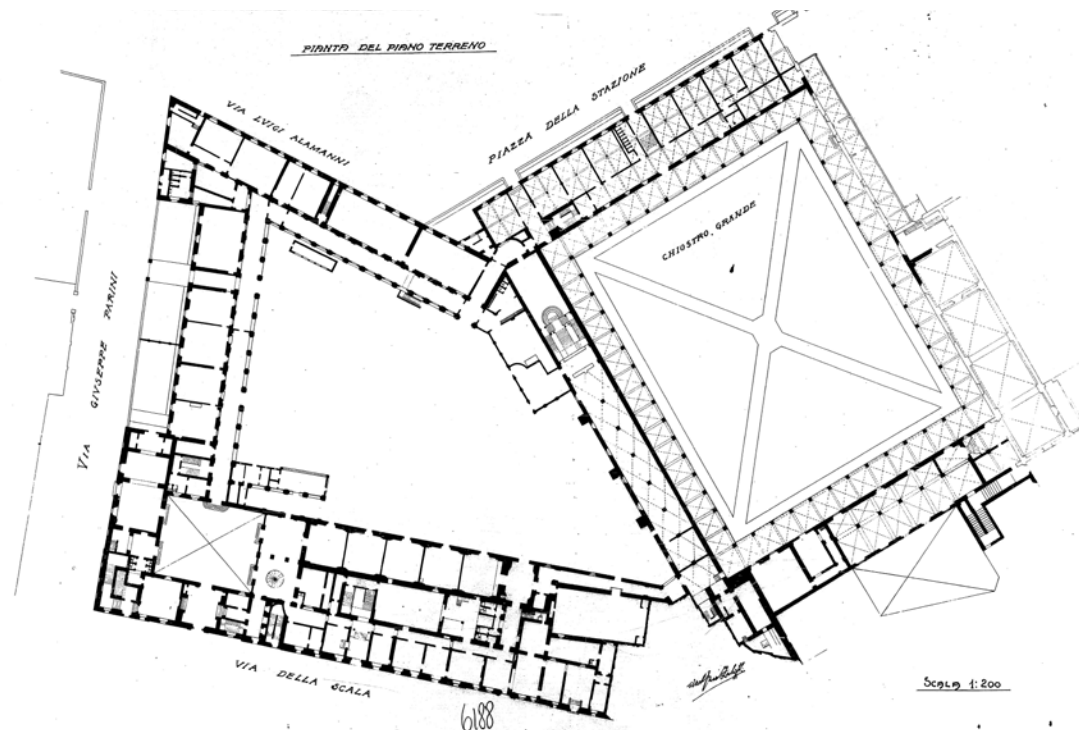 PIANTA DEL PIANO TERRENO
VIA LUIGI ALAMANNI
PIAZZA DELLA STAZIONE
CHIOSTRO GRANDE
VIA GIUSEPPE PARINI
VIA DELLA SCALA
SCALA 1:200
6188